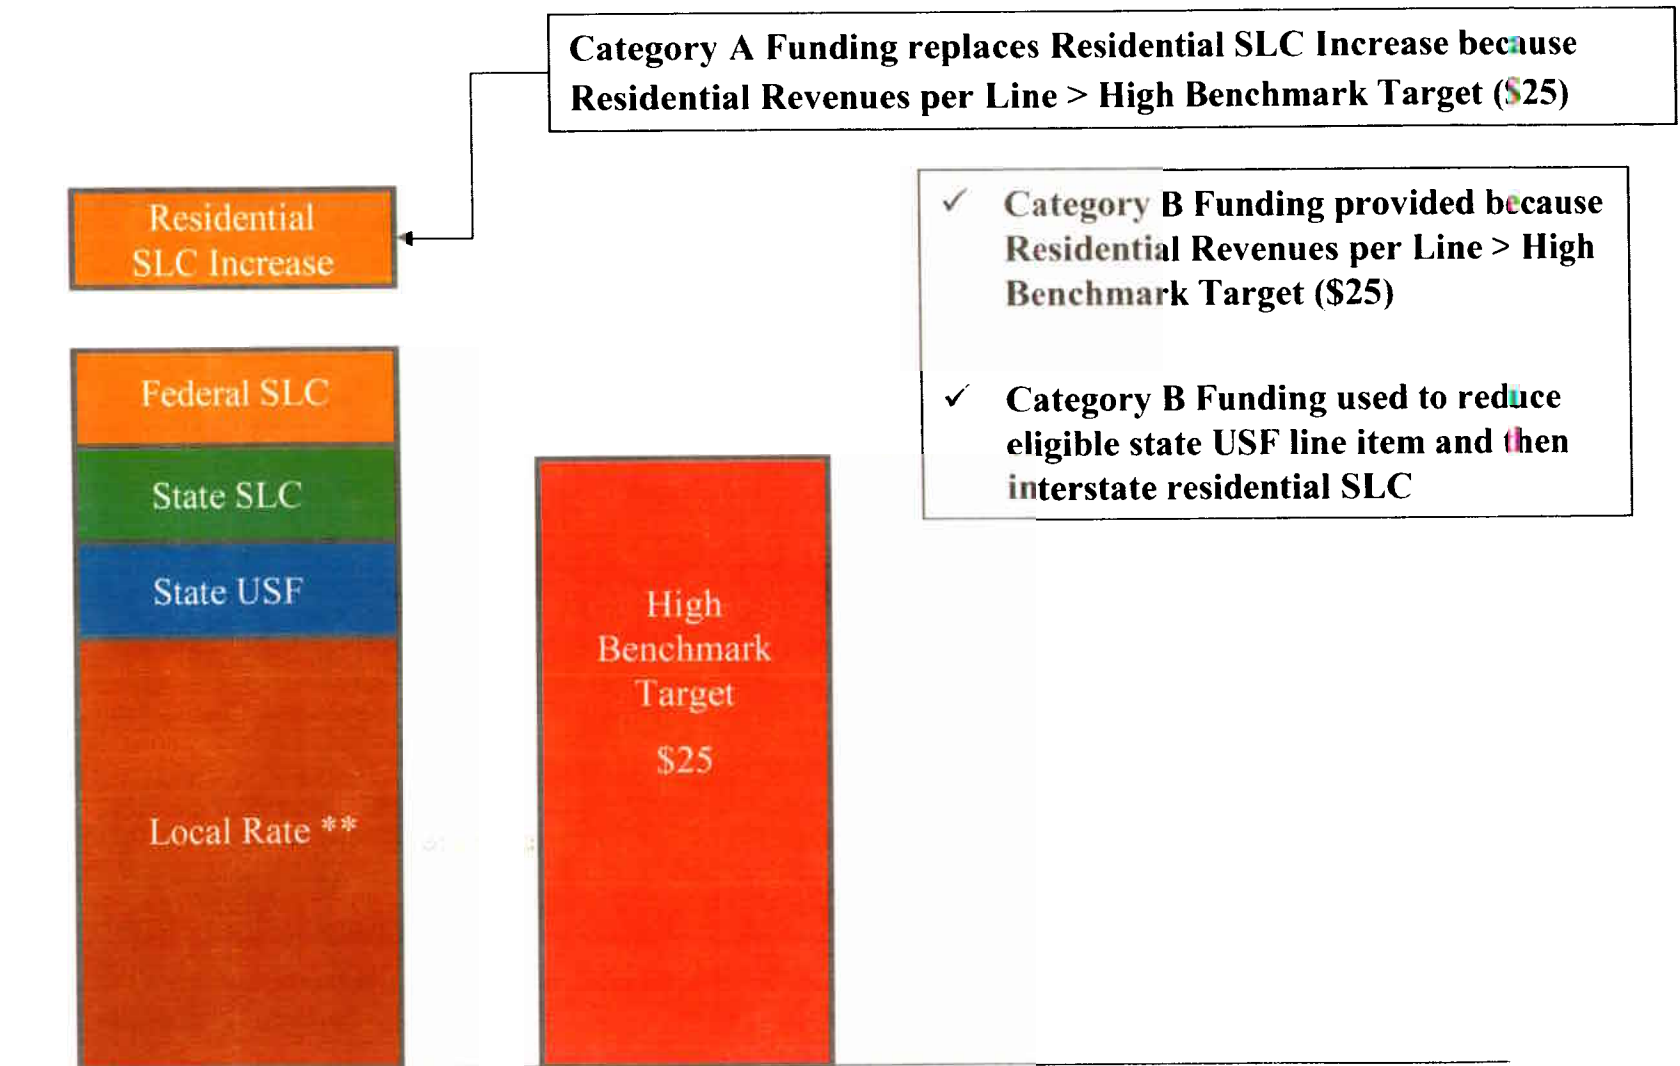 Category A Funding replaces Residential SLC Increase because
Residential Revenues per Line > High Benchmark Target ($25)
Residential
SLC Increase
✓ Category B Funding provided because
Residential Revenues per Line > High
Benchmark Target ($25)
✓ Category B Funding used to reduce
eligible state USF line item and then
interstate residential SLC
Federal SLC
State SLC
State USF
Local Rate **
High
Benchmark
Target
$25